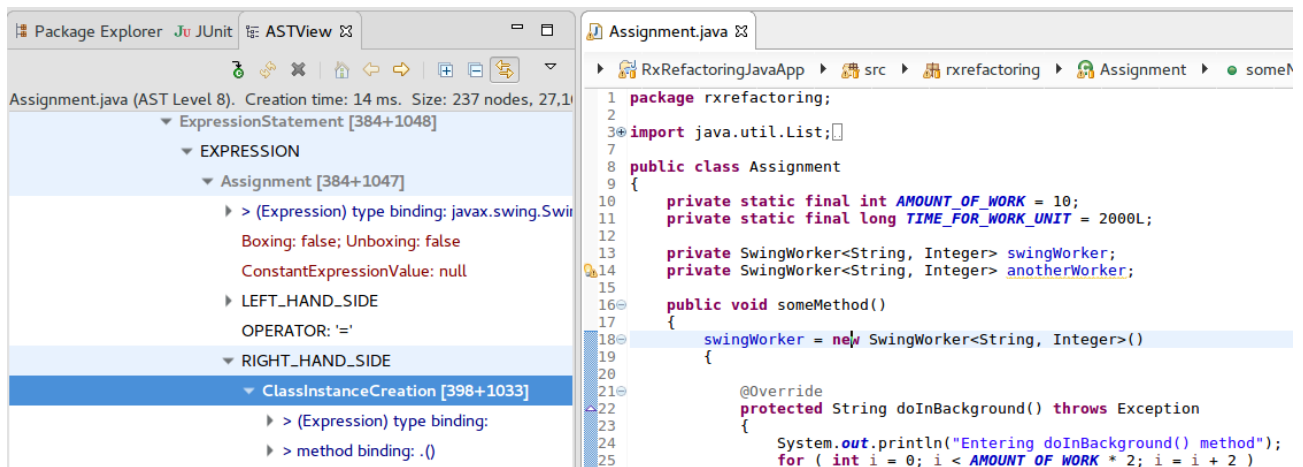 Package Explorer Ju JUnit ASTView
Assignment.java (AST Level 8). Creation time: 14 ms. Size: 237 nodes,
ExpressionStatement [384+1048]
EXPRESSION
Assignment [384+1047]
> (Expression) type binding: javax.swing.
Boxing: false; Unboxing: false
ConstantExpressionValue: null
LEFT_HAND_SIDE
OPERATOR: '='
RIGHT_HAND_SIDE
ClassInstanceCreation [398+1033]
> (Expression) type binding:
> method binding: .()
Assignment.java
RxRefactoringJavaApp src rxrefactoring Assignment
1 package rxrefactoring;
2
3 import java.util.List;
7
8 public class Assignment
9 {
10 private static final int AMOUNT_OF_WORK = 10;
11 private static final long TIME_FOR_WORK_UNIT = 2000L;
12
13 private SwingWorker<String, Integer> swingWorker;
14 private SwingWorker<String, Integer> anotherWorker;
15
16 public void someMethod()
17 {
18 swingWorker = new SwingWorker<String, Integer>()
19 {
20
21 @Override
22 protected String doInBackground() throws Exception
23 {
24 System.out.println("Entering doInBackground() method");
25 for ( int i = 0; i < AMOUNT_OF_WORK * 2; i = i + 2 )